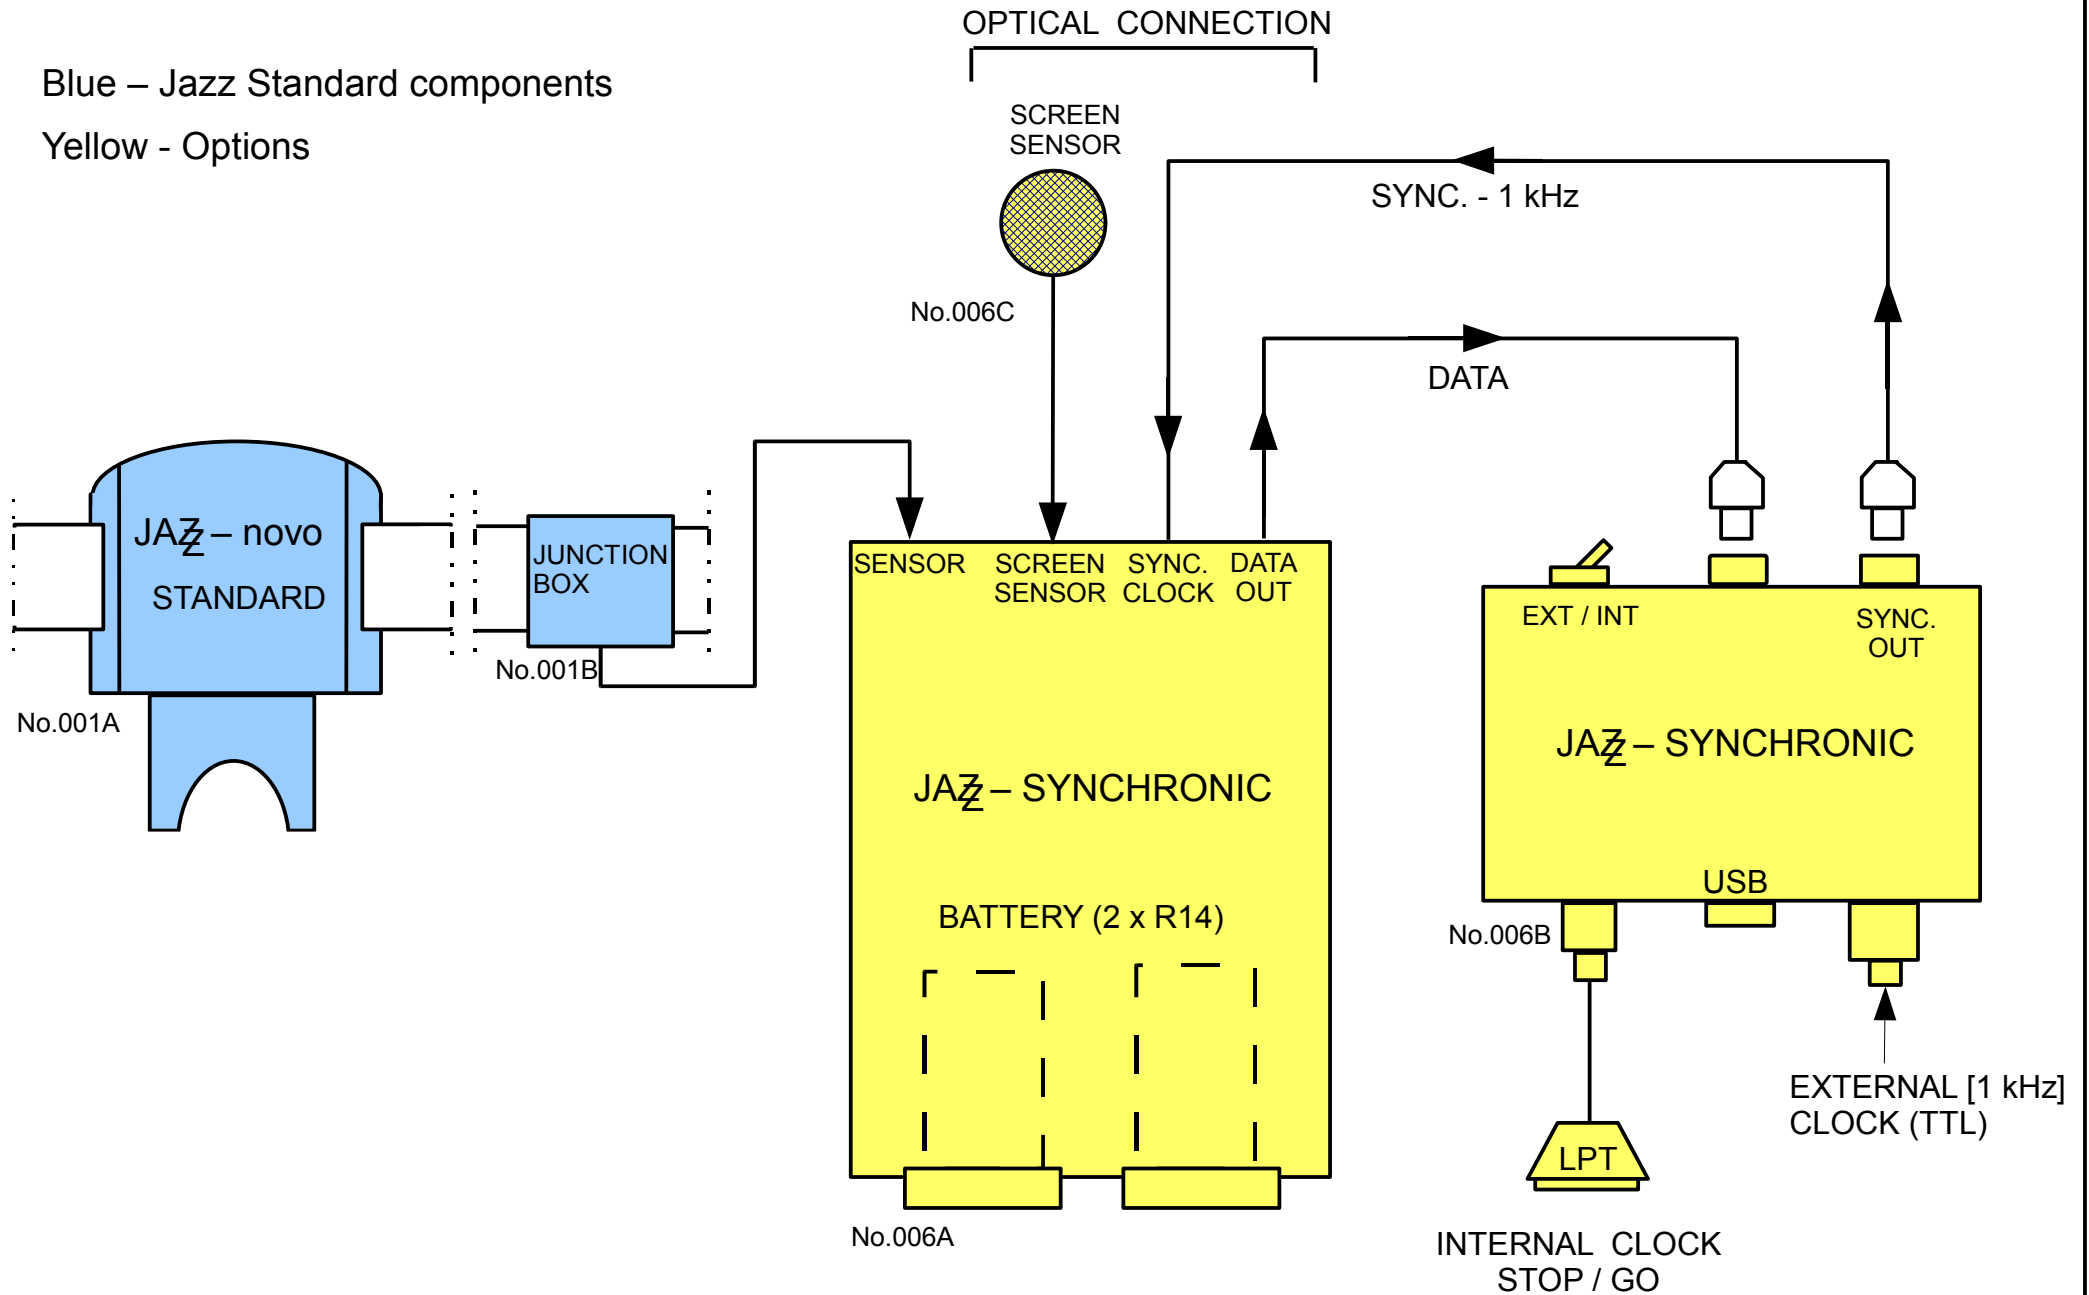 OPTICAL  CONNECTION
Blue – Jazz Standard components
Yellow - Options
SCREEN
SENSOR
SYNC. - 1 kHz
No.006C
DATA
JAZZ – novo
STANDARD
JUNCTION
BOX
No.001B
No.001A
SENSOR
SCREEN
SENSOR
SYNC.
CLOCK
DATA
OUT
JAZZ – SYNCHRONIC
BATTERY (2 x R14)
No.006A
EXT / INT
SYNC.
OUT
JAZZ – SYNCHRONIC
USB
No.006B
LPT
INTERNAL  CLOCK
STOP / GO
EXTERNAL [1 kHz]
CLOCK (TTL)